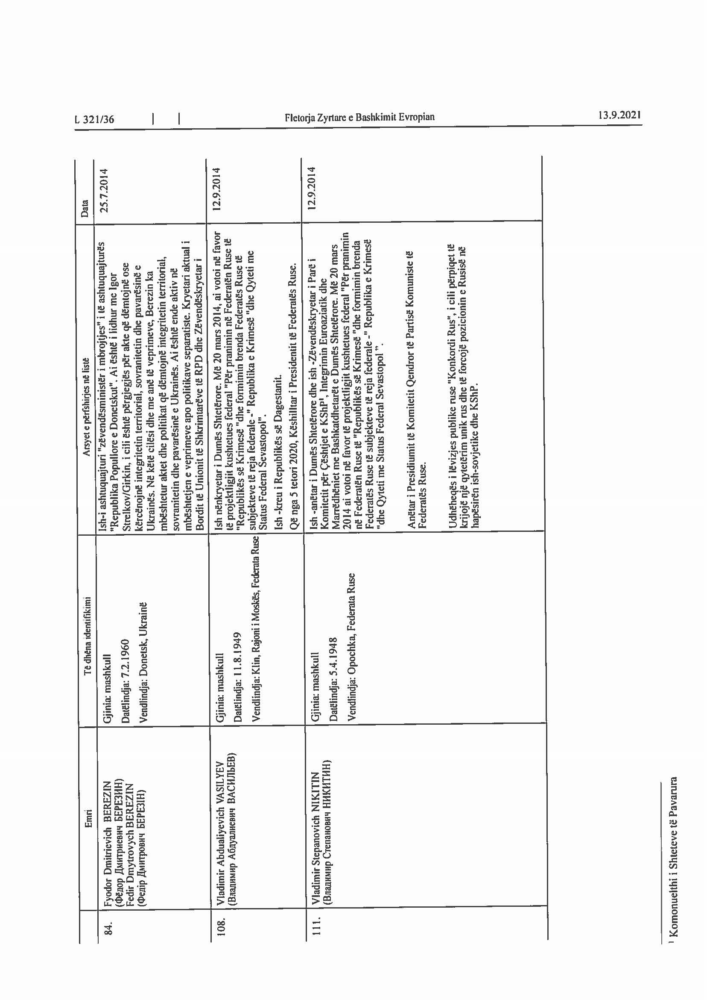 L 321/36 | | Fletorja Zyrtare e Bashkimit Evropian 13.9.2021
Emri Të dhëna identifikimi Arsyet e përfshirjes në listë Data
84.
Fyodor Dmitrievich BEREZIN
(Фёдор Дмитриевич БЕРЕЗИН)
Fedir Dmytrovych BEREZIN
(Федір Дмитрович БЕРЕЗІН)
Gjinia: mashkull
Datëlindja: 7.2.1960
Vendlindja: Donetsk, Ukrainë
Ish-i ashtuquajturi "zëvendësministër i mbrojtjes" i të ashtuquajturës
"Republika Popullore e Donetskut". Ai është i lidhur me Igor
Strelkov/Girkin, i cili është përgjegjës për akte që dëmtojnë ose
kërcënojnë integritetin territorial, sovranitetin dhe pavarësinë e
Ukrainës. Në këtë cilësi dhe me anë të veprimeve, Berezin ka
mbështetur aktet dhe politikat që dëmtojnë integritetin territorial,
sovranitetin dhe pavarësinë e Ukrainës. Ai është ende aktiv në
mbështetjen e veprimeve apo politikave separatiste. Kryetari aktual i
Bordit të Unionit të Shkrimtarëve të RPD dhe Zëvendëskryetar i
25.7.2014
108.
Vladimir Abdualiyevich VASILYEV
(Владимир Абдуалиевич ВАСИЛЬЕВ)
Gjinia: mashkull
Datëlindja: 11.8.1949
Vendlindja: Klin, Rajoni i Moskës, Federata Ruse
Ish nënkryetar i Dumës Shtetërore. Më 20 mars 2014, ai votoi në favor
të projektligjit kushtetues federal "Për pranimin në Federatën Ruse të
"Republikës së Krimesë "dhe formimin brenda Federatës Ruse të
subjekteve të reja federale -" Republika e Krimesë "dhe Qyteti me
Status Federal Sevastopol".
Ish -kreu i Republikës së Dagestanit.
Që nga 5 tetori 2020, Këshilltar i Presidentit të Federatës Ruse.
12.9.2014
111.
Vladimir Stepanovich NIKITIN
(Владимир Степанович НИКИТИН)
Gjinia: mashkull
Datëlindja: 5.4.1948
Vendlindja: Opochka, Federata Ruse
Ish -anëtar i Dumës Shtetërore dhe ish -Zëvendëskryetar i Parë i
Komitetit për Çështjet e KShP¹, Integrimin Euroaziatik dhe
Marrëdhëniet me Bashkatdhetarët e Dumës Shtetërore. Më 20 mars
2014 ai votoi në favor të projektligjit kushtetues federal "Për pranimin
në Federatën Ruse të "Republikës së Krimesë "dhe formimin brenda
Federatës Ruse të subjekteve të reja federale -" Republika e Krimesë
"dhe Qyteti me Status Federal Sevastopol ”.
Anëtar i Presidiumit të Komitetit Qendror të Partisë Komuniste të
Federatës Ruse.
Udhëheqës i lëvizjes publike ruse "Konkordi Rus", i cili përpiqet të
krijojë një qytetërim unik rus dhe të forcojë pozicionin e Rusisë në
hapësirën ish-sovjetike dhe KShP.
12.9.2014
¹ Komonuelthi i Shteteve të Pavarura